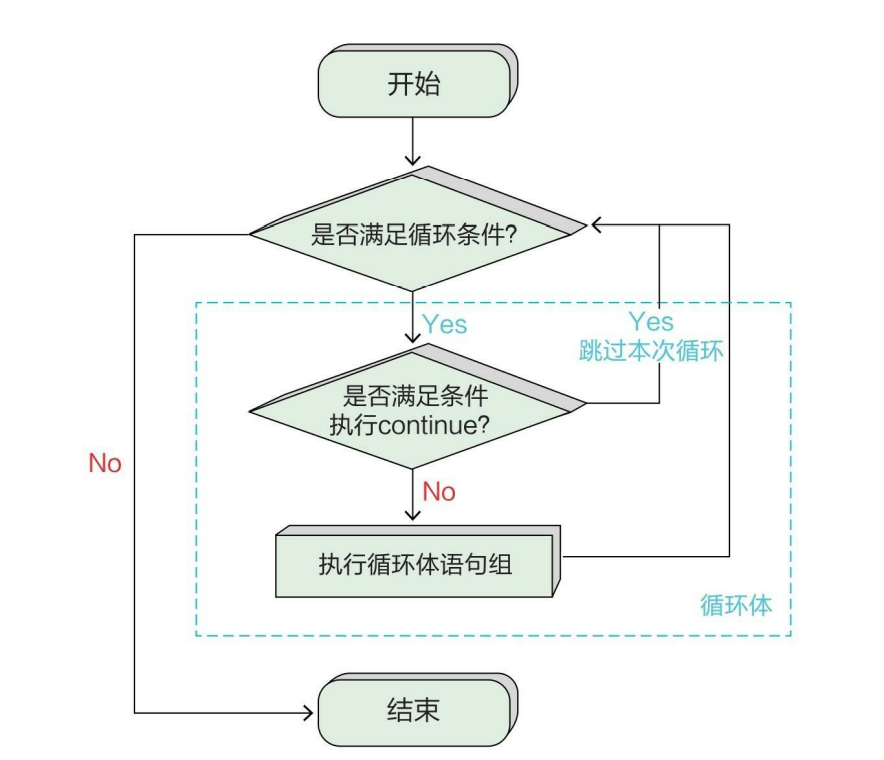 开始
是否满足循环条件?
Yes
Yes
跳过本次循环
是否满足条件
执行continue?
No
No
执行循环体语句组
循环体
结束